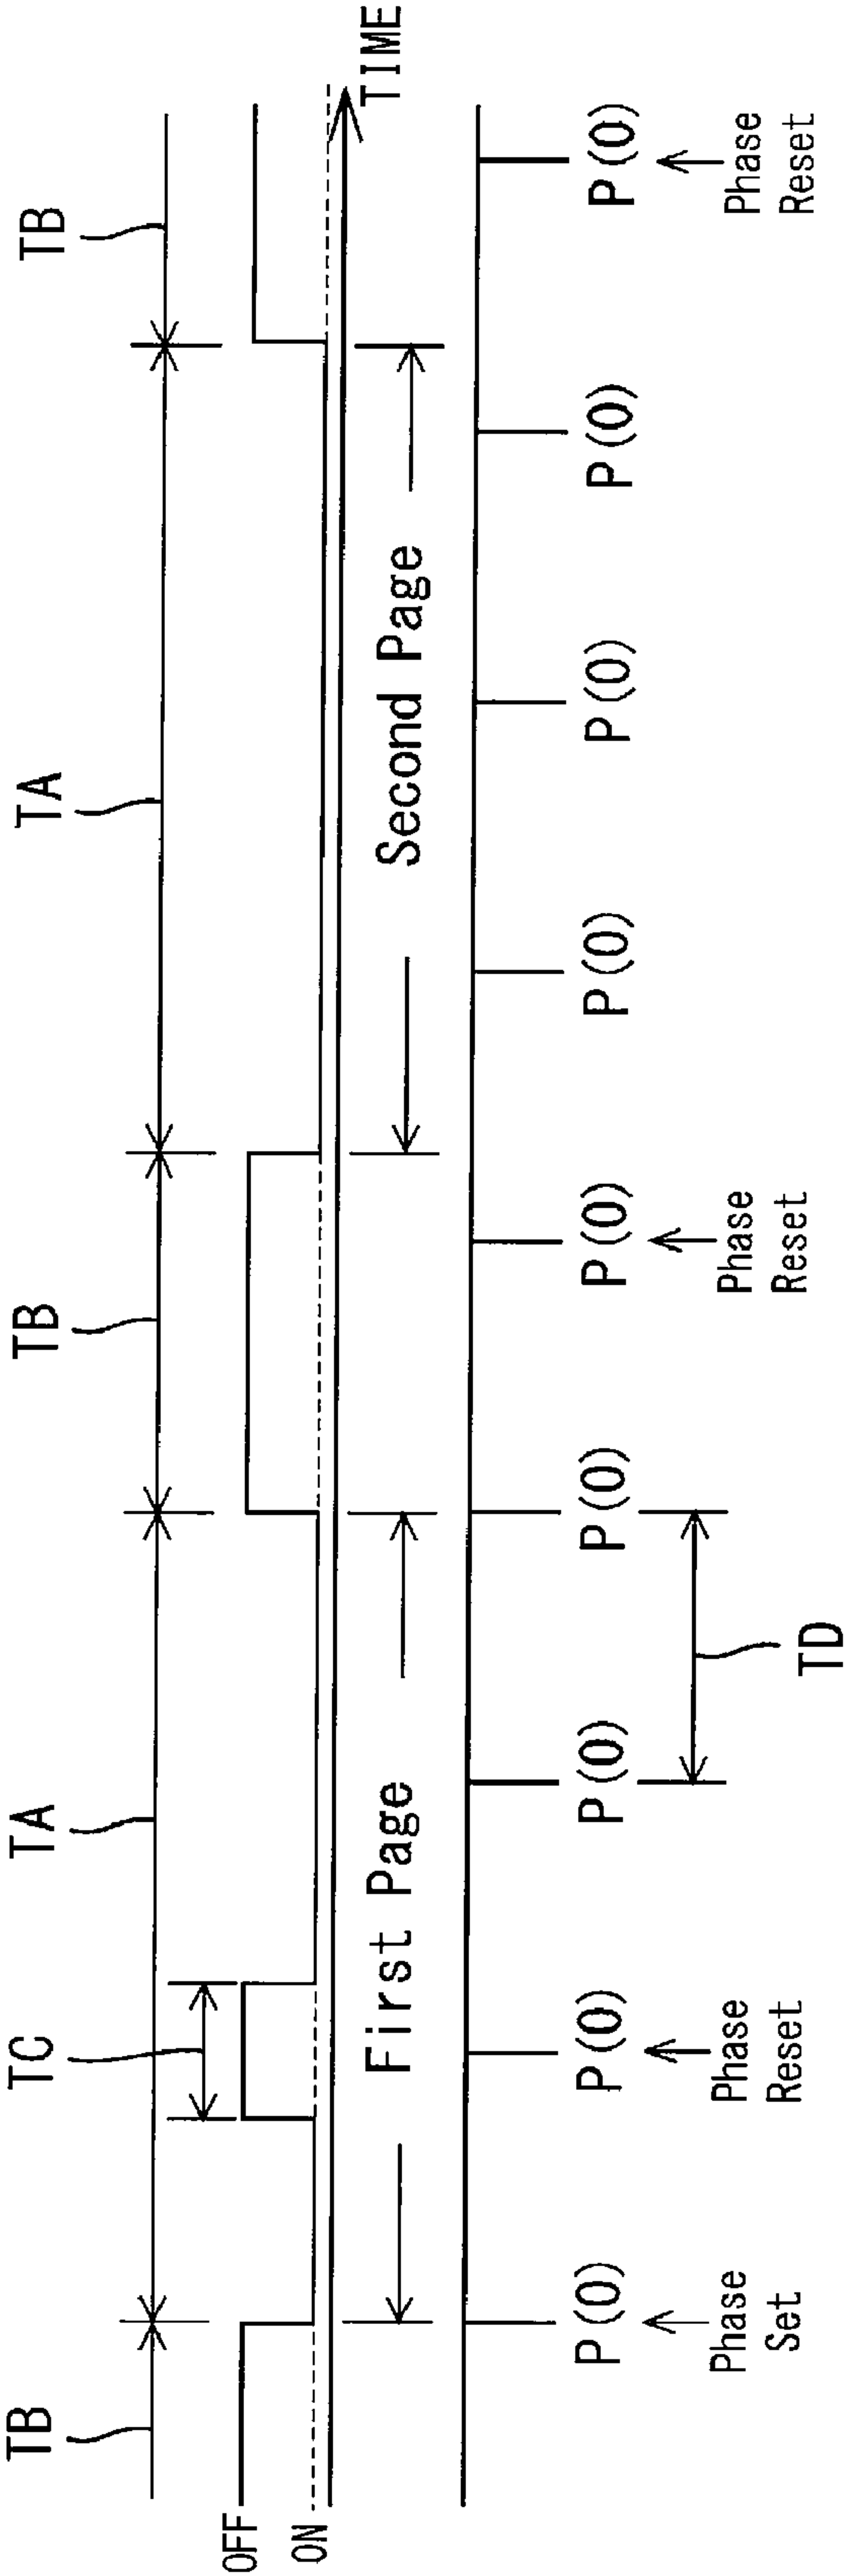 TB
TA
TC
TB
TA
TB
OFF
ON
TIME
First Page
Second Page
P(0)
P(0)
P(0)
P(0)
P(0)
P(0)
P(0)
P(0)
P(0)
Phase
Set
Phase
Reset
TD
Phase
Reset
Phase
Reset